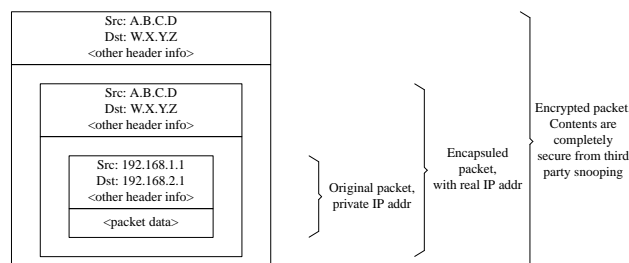 Src: A.B.C.D
Dst: W.X.Y.Z
<other header info>
Src: A.B.C.D
Dst: W.X.Y.Z
<other header info>
Src: 192.168.1.1
Dst: 192.168.2.1
<other header info>
<packet data>
Original packet,
private IP addr
Encapsuled
packet,
with real IP addr
Encrypted packet
Contents are
completely
secure from third
party snooping